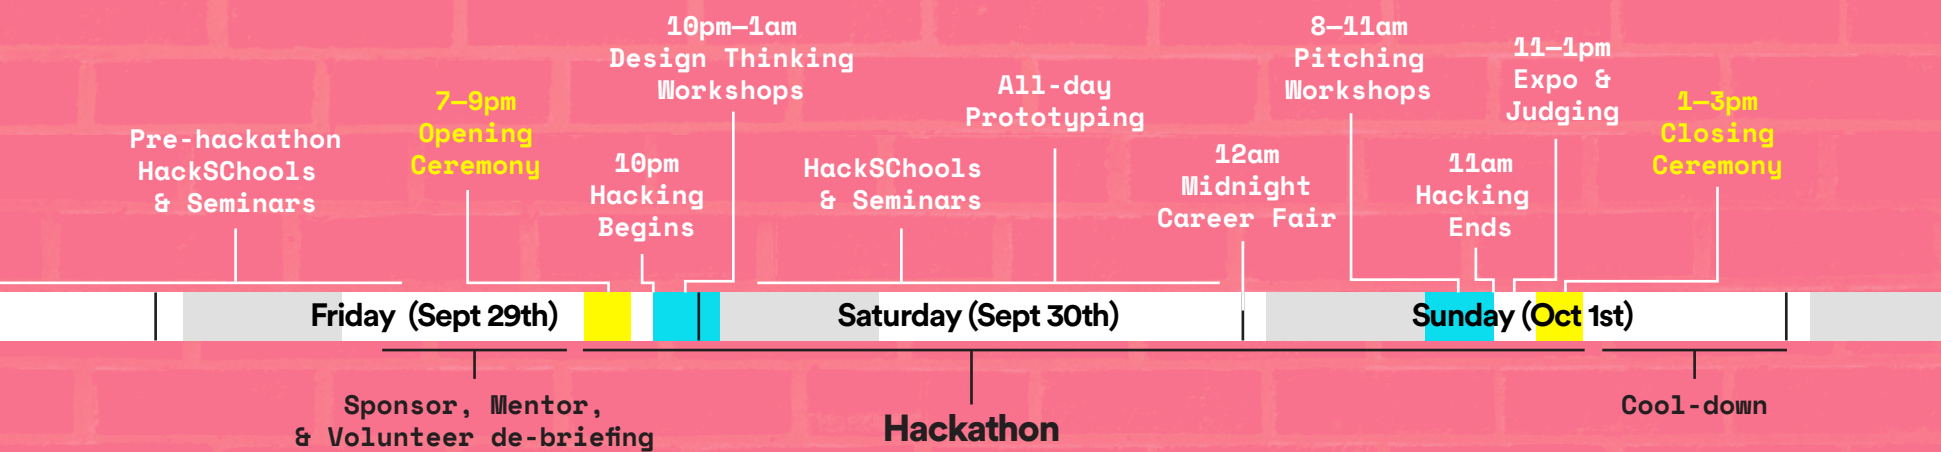 Pre-hackathon
HackSChools
& Seminars
7–9pm
Opening
Ceremony
10pm
Hacking
Begins
10pm–1am
Design Thinking
Workshops
HackSChools
& Seminars
All-day
Prototyping
12am
Midnight
Career Fair
8–11am
Pitching
Workshops
11am
Hacking
Ends
11–1pm
Expo &
Judging
1–3pm
Closing
Ceremony
Friday (Sept 29th)
Saturday (Sept 30th)
Sunday (Oct 1st)
Sponsor, Mentor,
& Volunteer de-briefing
Hackathon
Cool-down